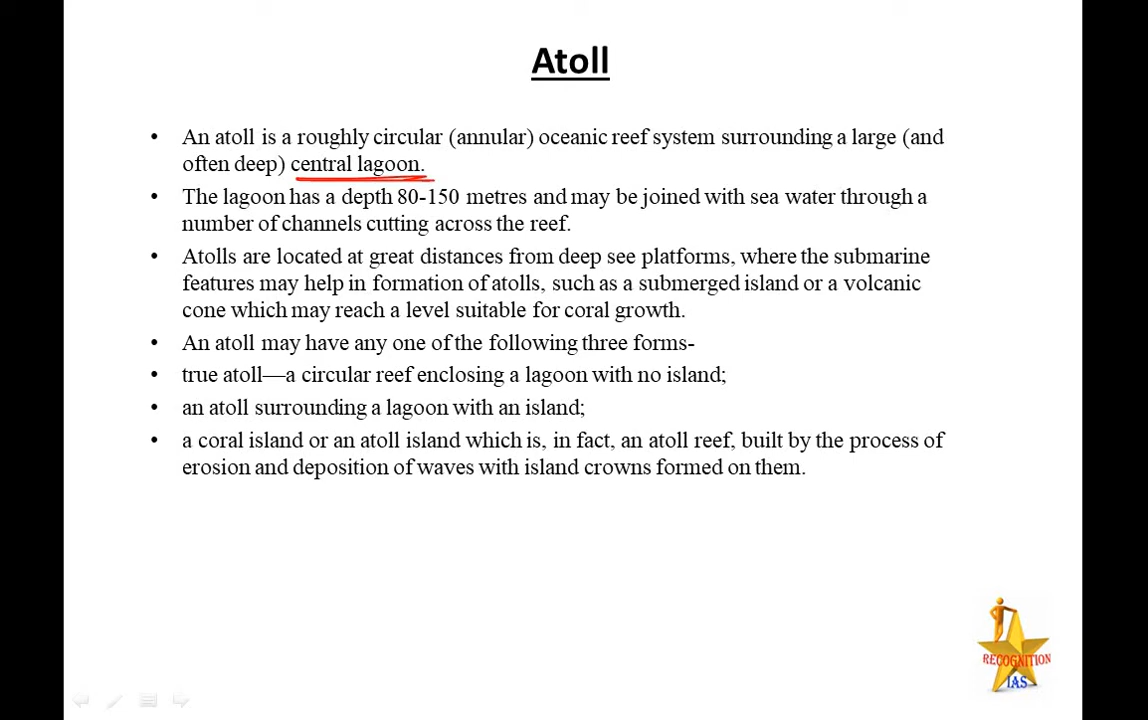 Atoll
• An atoll is a roughly circular (annular) oceanic reef system surrounding a large (and
often deep) central lagoon.
• The lagoon has a depth 80-150 metres and may be joined with sea water through a
number of channels cutting across the reef.
• Atolls are located at great distances from deep see platforms, where the submarine
features may help in formation of atolls, such as a submerged island or a volcanic
cone which may reach a level suitable for coral growth.
• An atoll may have any one of the following three forms-
• true atoll—a circular reef enclosing a lagoon with no island;
• an atoll surrounding a lagoon with an island;
• a coral island or an atoll island which is, in fact, an atoll reef, built by the process of
erosion and deposition of waves with island crowns formed on them.
RECOGNITION
IAS